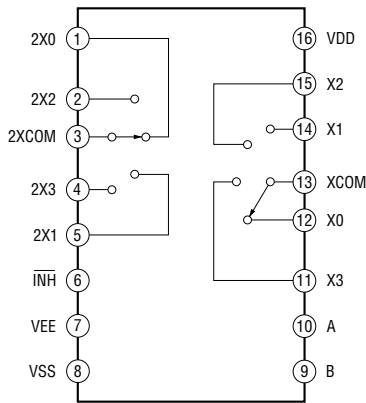 2X0 1
2X2 2
2XCOM 3
2X3 4
2X1 5
INH 6
VEE 7
VSS 8
16 VDD
15 X2
14 X1
13 XCOM
12 X0
11 X3
10 A
9 B